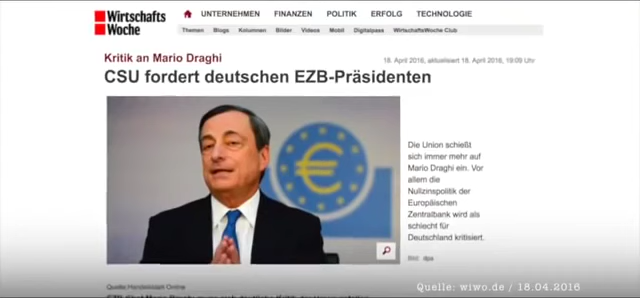 Wirtschafts
Woche
UNTERNEHMEN FINANZEN POLITIK ERFOLG TECHNOLOGIE
Themen Blogs Kolumnen Bilder Videos Mobil Digitalpass WirtschaftsWoche Club
Kritik an Mario Draghi
18. April 2016, aktualisiert 18. April 2016, 19:09 Uhr
CSU fordert deutschen EZB-Präsidenten
Die Union schießt
sich immer mehr auf
Mario Draghi ein. Vor
allem die
Nullzinspolitik der
Europäischen
Zentralbank wird als
schlecht für
Deutschland kritisiert.
Bild: dpa
Quelle: Handelsblatt Online
Quelle: wiwo.de / 18.04.2016